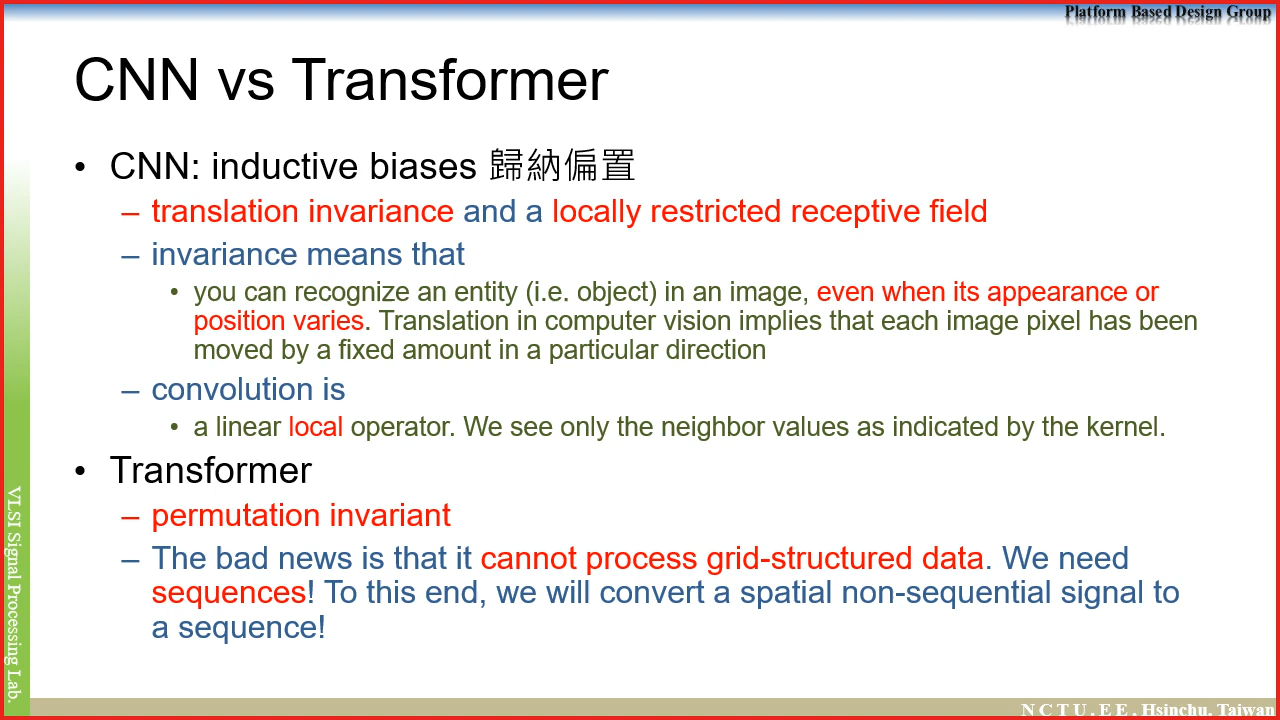 Platform Based Design Group
CNN vs Transformer
• CNN: inductive biases 歸納偏置
– translation invariance and a locally restricted receptive field
– invariance means that
• you can recognize an entity (i.e. object) in an image, even when its appearance or
position varies. Translation in computer vision implies that each image pixel has been
moved by a fixed amount in a particular direction
– convolution is
• a linear local operator. We see only the neighbor values as indicated by the kernel.
• Transformer
– permutation invariant
– The bad news is that it cannot process grid-structured data. We need
sequences! To this end, we will convert a spatial non-sequential signal to
a sequence!
VLSI Signal Processing Lab.
N C T U . E E . Hsinchu. Taiwan